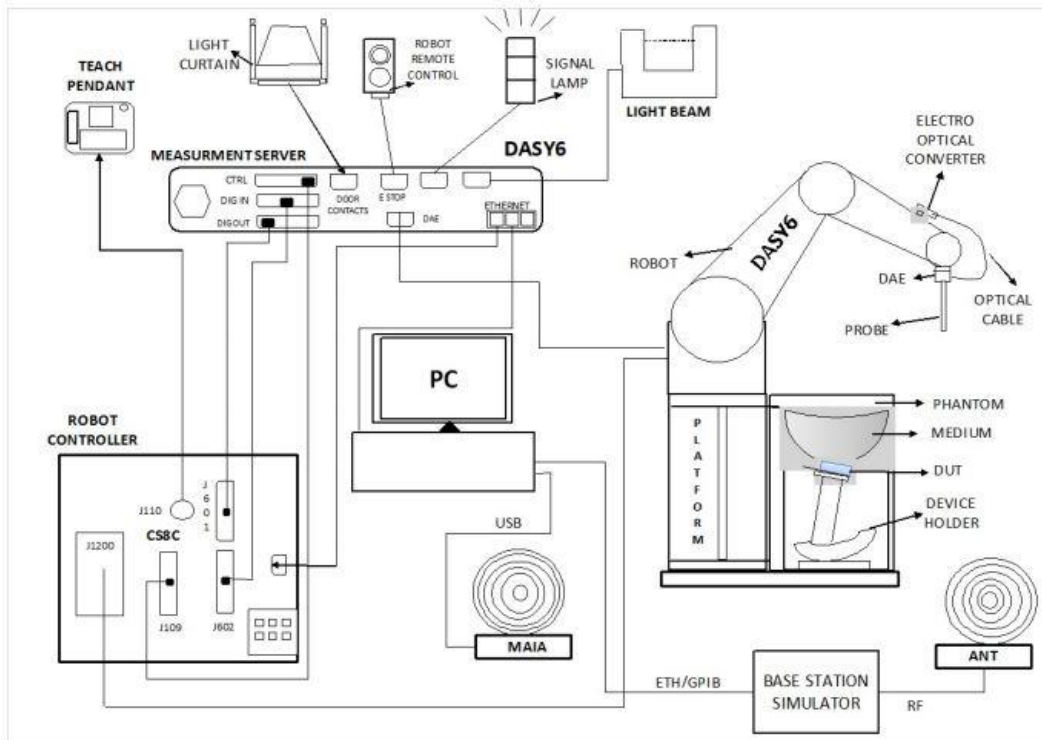 LIGHT
CURTAIN
ROBOT
REMOTE
CONTROL
SIGNAL
LAMP
LIGHT BEAM
TEACH
PENDANT
MEASURMENT SERVER
DASY6
CTRL
DIG IN
DIGOUT
DOOR
CONTACTS
E STOP
DAE
ETHERNET
ELECTRO
OPTICAL
CONVERTER
ROBOT
DASY6
DAE
OPTICAL
CABLE
PROBE
PC
PLATFORM
PHANTOM
MEDIUM
DUT
DEVICE
HOLDER
ROBOT
CONTROLLER
J110
J601
CS8C
J1200
J109
J602
USB
MAIA
ETH/GPIB
BASE STATION
SIMULATOR
RF
ANT